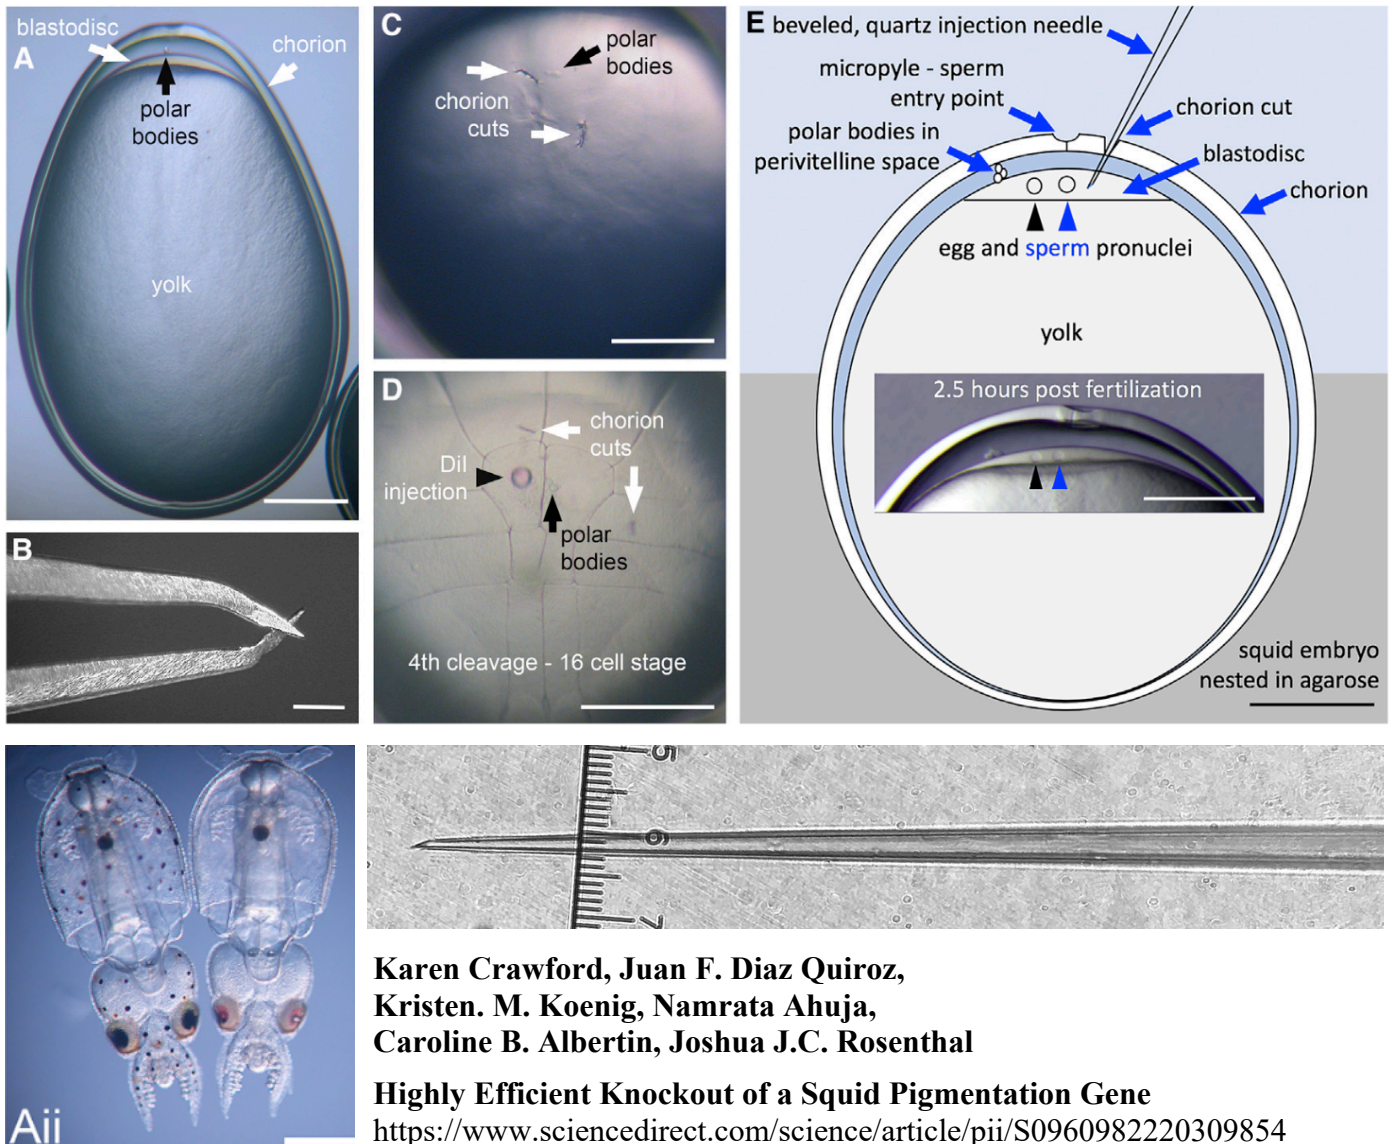 A
blastodisc
chorion
polar
bodies
yolk
B
C
polar
bodies
chorion
cuts
D
chorion
cuts
DiI
injection
polar
bodies
4th cleavage - 16 cell stage
E
beveled, quartz injection needle
micropyle - sperm
entry point
chorion cut
polar bodies in
perivitelline space
blastodisc
chorion
egg and sperm pronuclei
yolk
2.5 hours post fertilization
squid embryo
nested in agarose
Aii
5
6
7
Karen Crawford, Juan F. Diaz Quiroz,
Kristen. M. Koenig, Namrata Ahuja,
Caroline B. Albertin, Joshua J.C. Rosenthal
Highly Efficient Knockout of a Squid Pigmentation Gene
https://www.sciencedirect.com/science/article/pii/S0960982220309854